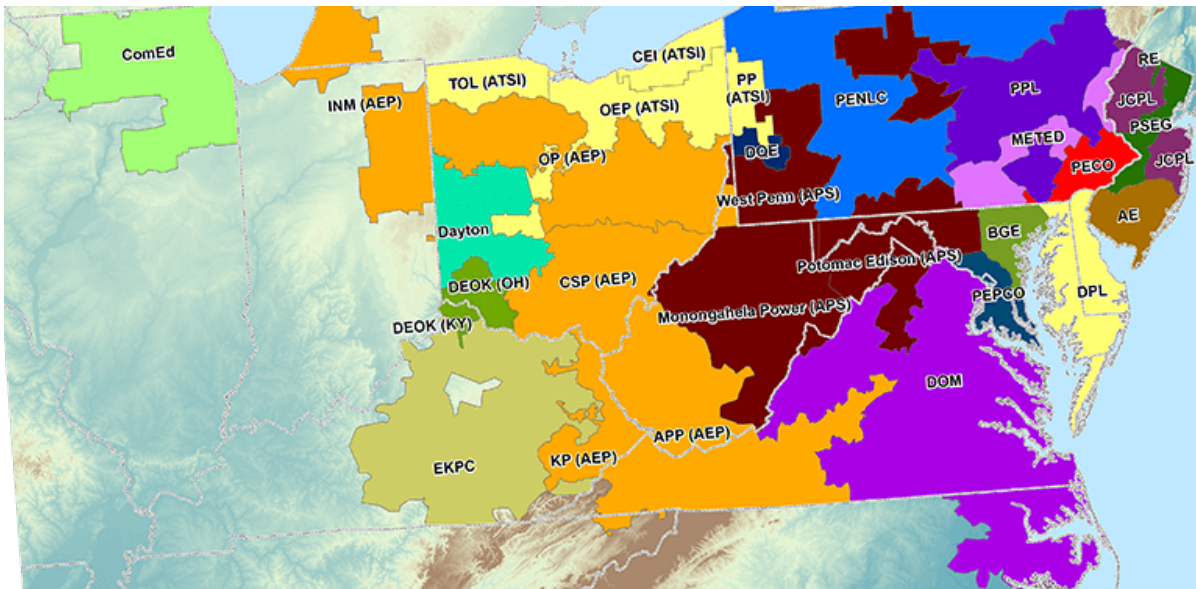 ComEd
CEI (ATSI)
RE
TOL (ATSI)
PP
(ATSI)
PPL
INM (AEP)
OEP (ATSI)
PENLC
JCPL
PSEG
METED
DQE
OP (AEP)
PECO
JCPL
West Penn (APS)
AE
Dayton
BGE
Potomac Edison (APS)
DEOK (OH)
CSP (AEP)
PEPCO
DPL
Monongahela Power (APS)
DEOK (KY)
DOM
APP (AEP)
KP (AEP)
EKPC